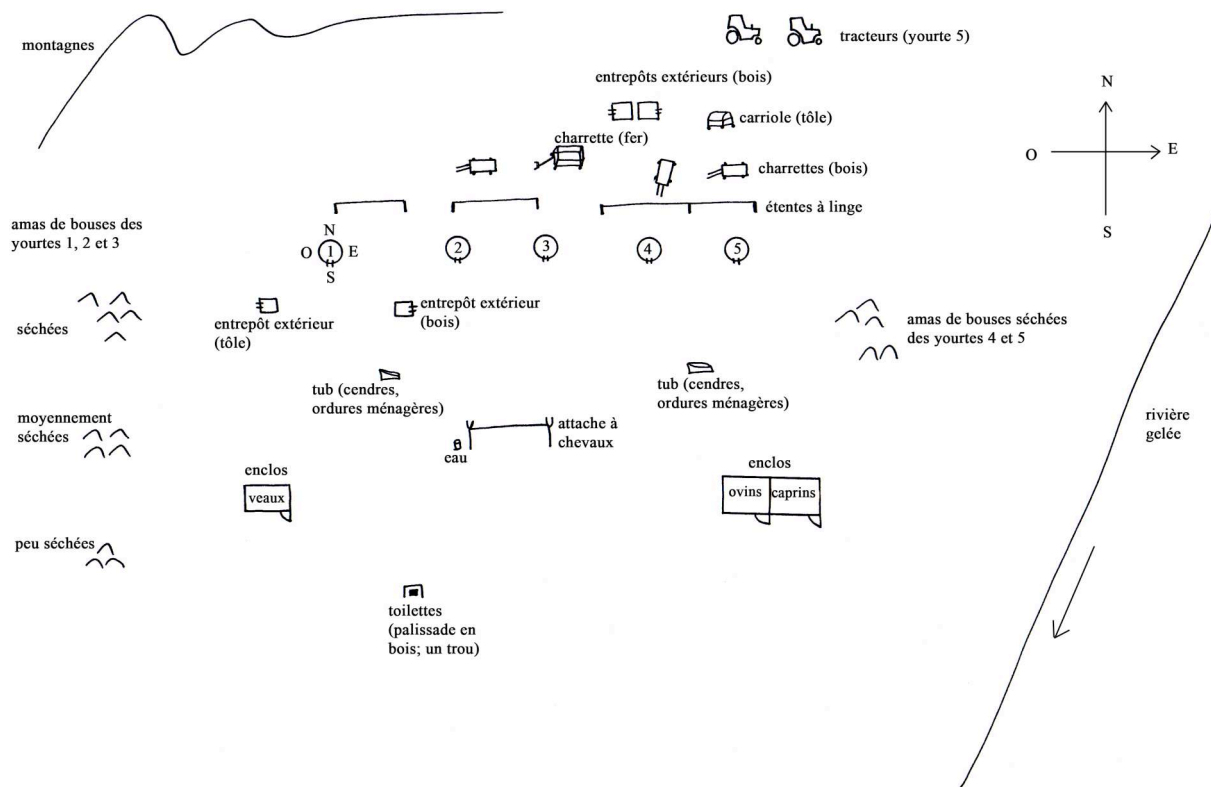 montagnes
tracteurs (yourte 5)
entrepôts extérieurs (bois)
carriole (tôle)
charrette (fer)
charrettes (bois)
étentes à linge
N
O
E
S
amas de bouses des
yourtes 1, 2 et 3
N
O
1
E
S
2
3
4
5
séchées
entrepôt extérieur
(tôle)
entrepôt extérieur
(bois)
amas de bouses séchées
des yourtes 4 et 5
tub (cendres,
ordures ménagères)
tub (cendres,
ordures ménagères)
moyennement
séchées
attache à
chevaux
eau
rivière
gelée
enclos
veaux
enclos
ovins
caprins
peu séchées
toilettes
(palissade en
bois; un trou)